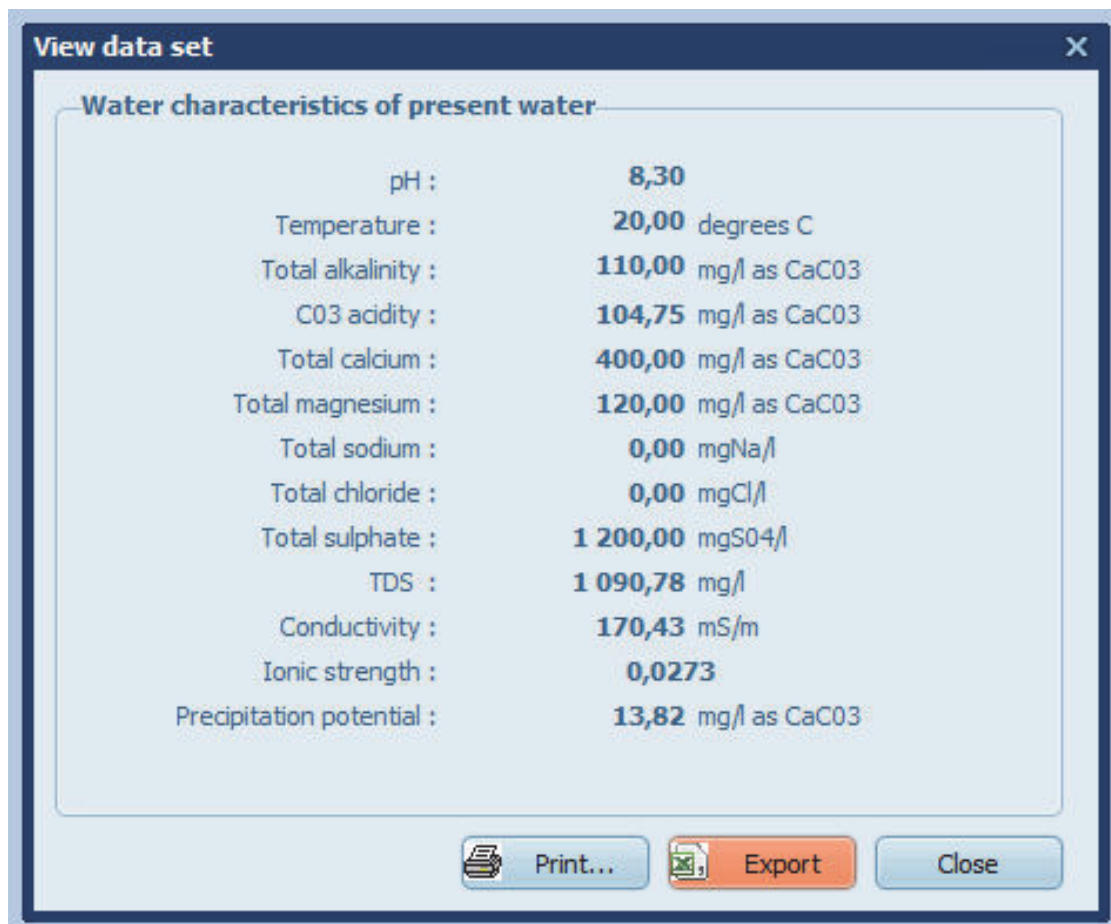 View data set
Water characteristics of present water
pH : 8,30
Temperature : 20,00 degrees C
Total alkalinity : 110,00 mg/l as CaC03
C03 acidity : 104,75 mg/l as CaC03
Total calcium : 400,00 mg/l as CaC03
Total magnesium : 120,00 mg/l as CaC03
Total sodium : 0,00 mgNa/l
Total chloride : 0,00 mgCl/l
Total sulphate : 1 200,00 mgS04/l
TDS : 1 090,78 mg/l
Conductivity : 170,43 mS/m
Ionic strength : 0,0273
Precipitation potential : 13,82 mg/l as CaC03
Print... Export Close